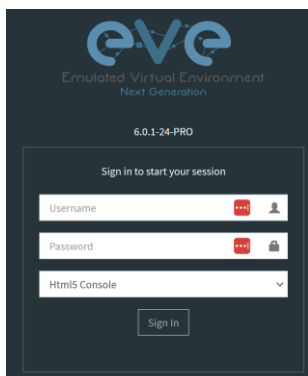 eve
Emulated Virtual Environment
Next Generation
6.0.1-24-PRO
Sign in to start your session
Username
Password
Html5 Console
Sign In